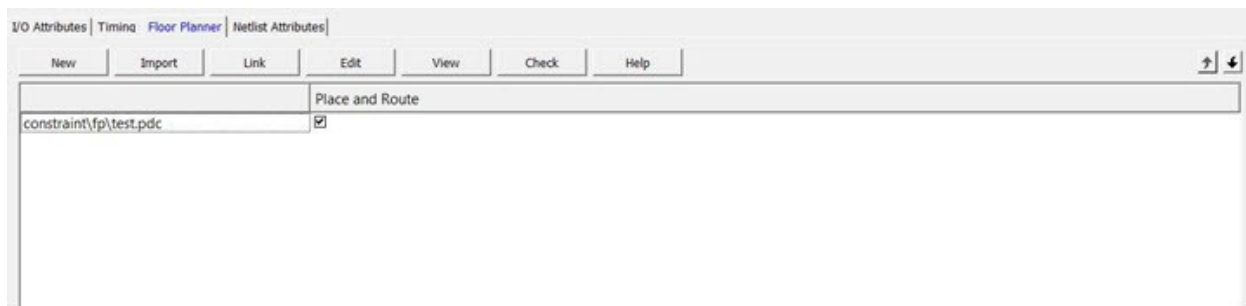 I/O Attributes Timing Floor Planner Netlist Attributes
New Import Link Edit View Check Help
Place and Route
constraint\fp\test.pdc